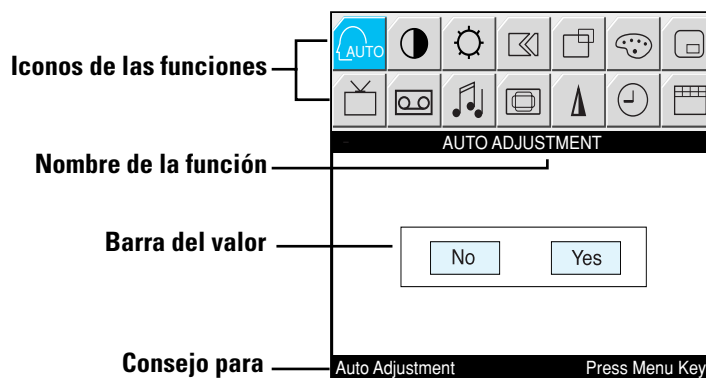 AUTO
Iconos de las funciones
AUTO ADJUSTMENT
Nombre de la función
Barra del valor
No Yes
Consejo para
Auto Adjustment Press Menu Key